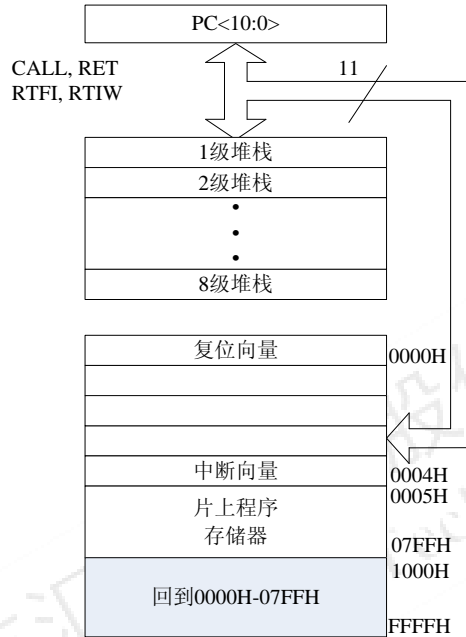 PC<10:0>
CALL, RET
RTFI, RTIW
11
1级堆栈
2级堆栈
8级堆栈
复位向量
0000H
中断向量
0004H
0005H
片上程序
存储器
07FFH
1000H
回到0000H-07FFH
FFFFH